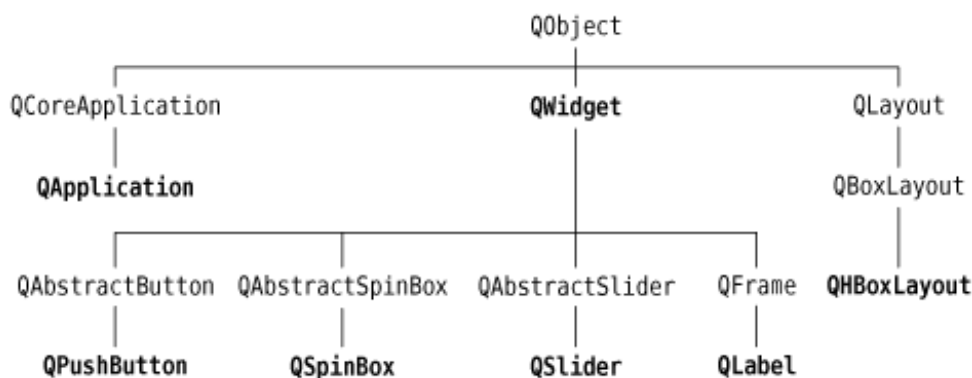 QObject
QCoreApplication QWidget QLayout
QApplication QBoxLayout
QAbstractButton QAbstractSpinBox QAbstractSlider QFrame QHBoxLayout
QPushButton QSpinBox QSlider QLabel